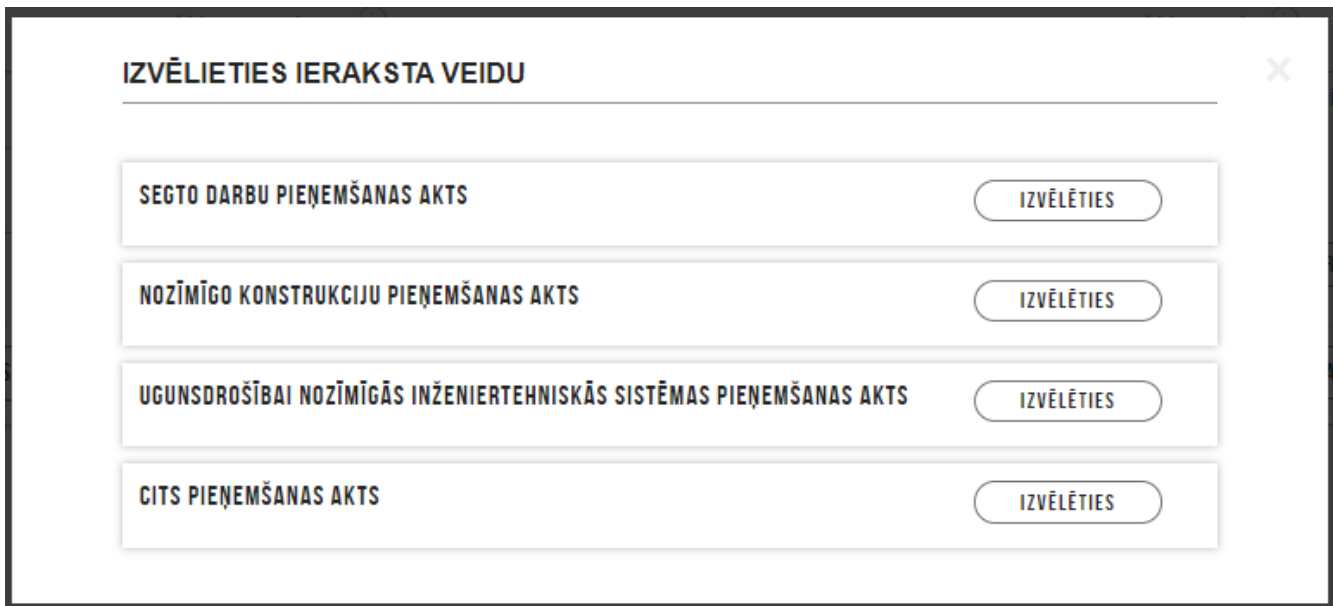 IZVĒLIETIES IERAKSTA VEIDU
SEGTO DARBU PIEŅEMŠANAS AKTS
IZVĒLĒTIES
NOZĪMĪGO KONSTRUKCIJU PIEŅEMŠANAS AKTS
IZVĒLĒTIES
UGUNSDROŠĪBAI NOZĪMĪGĀS INŽENIERTEHNISKĀS SISTĒMAS PIEŅEMŠANAS AKTS
IZVĒLĒTIES
CITS PIEŅEMŠANAS AKTS
IZVĒLĒTIES